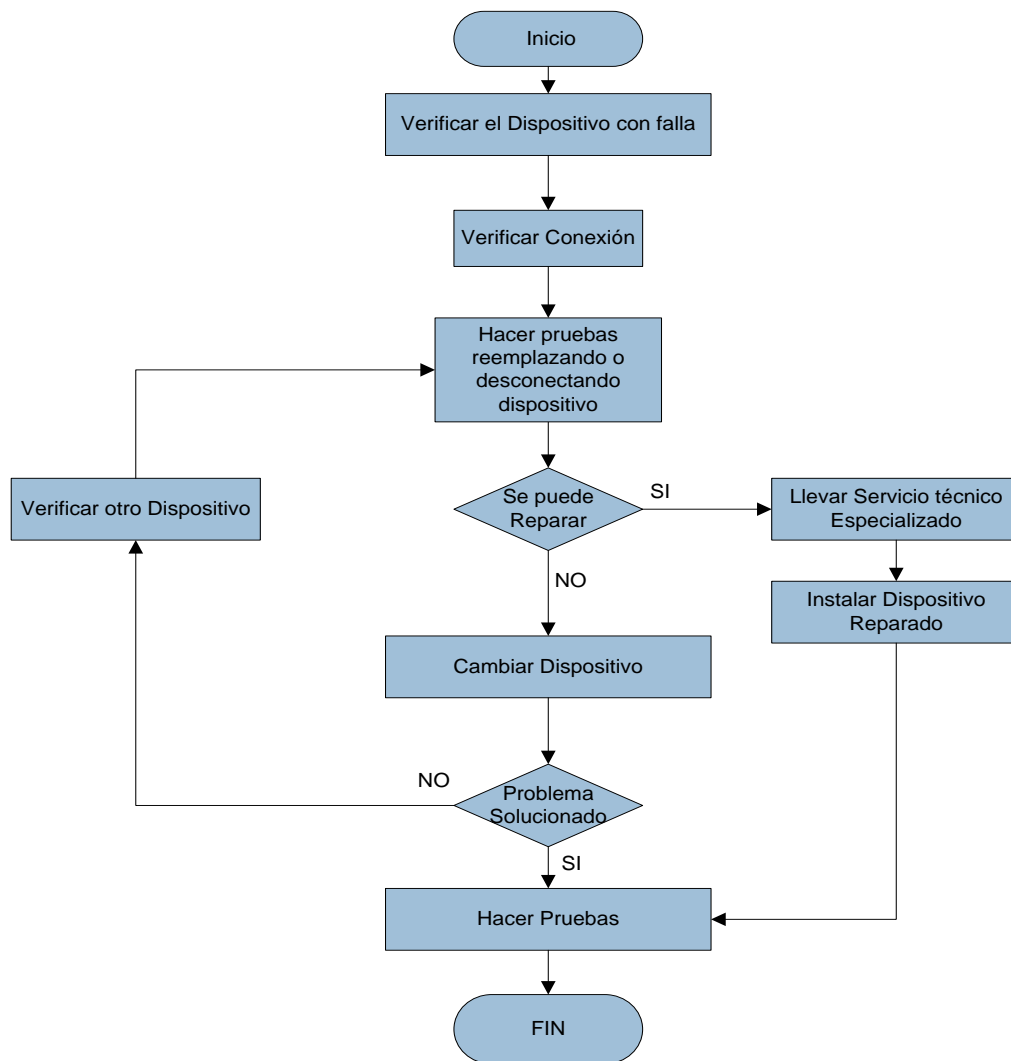 Inicio
Verificar el Dispositivo con falla
Verificar Conexión
Hacer pruebas
reemplazando o
desconectando
dispositivo
Verificar otro Dispositivo
Se puede
Reparar
SI
Llevar Servicio técnico
Especializado
NO
Instalar Dispositivo
Reparado
Cambiar Dispositivo
NO
Problema
Solucionado
SI
Hacer Pruebas
FIN